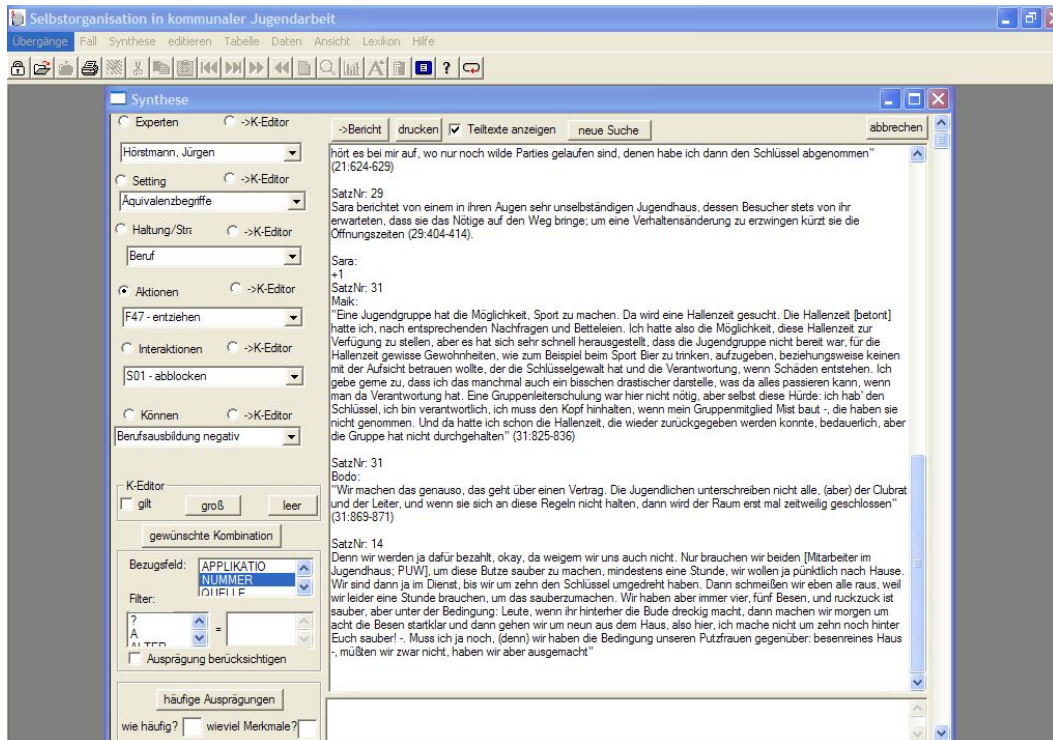 Selbstorganisation in kommunaler Jugendarbeit
Übergänge Fall Synthese editieren Tabelle Daten Ansicht Lexikon Hilfe
Synthese
Experten ->K-Editor
Hörstmann, Jürgen
Setting ->K-Editor
Äquivalenzbegriffe
Haltung/Stra ->K-Editor
Beruf
Aktionen ->K-Editor
F47 - entziehen
Interaktionen ->K-Editor
S01 - abblocken
Können ->K-Editor
Berufsausbildung negativ
K-Editor
gilt groß leer
gewünschte Kombination
Bezugsfeld: APPLIKATIO
NUMMER
QUELLE
Filter:
?
A
ALTER
=
Ausprägung berücksichtigen
häufige Ausprägungen
wie häufig? wieviel Merkmale?
->Bericht drucken Teiltexte anzeigen neue Suche abbrechen
hört es bei mir auf, wo nur noch wilde Parties gelaufen sind, denen habe ich dann den Schlüssel abgenommen"
(21:624-629)
SatzNr: 29
Sara berichtet von einem in ihren Augen sehr unselbständigen Jugendhaus, dessen Besucher stets von ihr
erwarteten, dass sie das Nötige auf den Weg bringe; um eine Verhaltensänderung zu erzwingen kürzt sie die
Öffnungszeiten (29:404-414).
Sara:
+1
SatzNr: 31
Maik:
"Eine Jugendgruppe hat die Möglichkeit, Sport zu machen. Da wird eine Hallenzeit gesucht. Die Hallenzeit [betont]
hatte ich, nach entsprechenden Nachfragen und Betteleien. Ich hatte also die Möglichkeit, diese Hallenzeit zur
Verfügung zu stellen, aber es hat sich sehr schnell herausgestellt, dass die Jugendgruppe nicht bereit war, für die
Hallenzeit gewisse Gewohnheiten, wie zum Beispiel beim Sport Bier zu trinken, aufzugeben, beziehungsweise keinen
mit der Aufsicht betrauen wollte, der die Schlüsselgewalt hat und die Verantwortung, wenn Schäden entstehen. Ich
gebe gerne zu, dass ich das manchmal auch ein bisschen drastischer darstelle, was da alles passieren kann, wenn
man da Verantwortung hat. Eine Gruppenleiterschulung war hier nicht nötig, aber selbst diese Hürde: ich hab' den
Schlüssel, ich bin verantwortlich, ich muss den Kopf hinhalten, wenn mein Gruppenmitglied Mist baut -, die haben sie
nicht genommen. Und da hatte ich schon die Hallenzeit, die wieder zurückgegeben werden konnte, bedauerlich, aber
die Gruppe hat nicht durchgehalten" (31:825-836)
SatzNr: 31
Bodo:
"Wir machen das genauso, das geht über einen Vertrag. Die Jugendlichen unterschreiben nicht alle, (aber) der Clubrat
und der Leiter, und wenn sie sich an diese Regeln nicht halten, dann wird der Raum erst mal zeitweilig geschlossen"
(31:869-871)
SatzNr: 14
Denn wir werden ja dafür bezahlt, okay, da weigern wir uns auch nicht. Nur brauchen wir beiden [Mitarbeiter im
Jugendhaus; PUW], um diese Butze sauber zu machen, mindestens eine Stunde, wir wollen ja pünktlich nach Hause.
Wir sind dann ja im Dienst, bis wir um zehn den Schlüssel umgedreht haben. Dann schmeißen wir eben alle raus, weil
wir leider eine Stunde brauchen, um das sauberzumachen. Wir haben aber immer vier, fünf Besen, und ruckzuck ist
sauber, aber unter der Bedingung: Leute, wenn ihr hinterher die Bude dreckig macht, dann machen wir morgen um
acht die Besen startklar und dann gehen wir um neun aus dem Haus, also hier, ich mache nicht um zehn noch hinter
Euch sauber! -. Muss ich ja noch, (denn) wir haben die Bedingung unseren Putzfrauen gegenüber: besenreines Haus
-, müßten wir zwar nicht, haben wir aber ausgemacht"